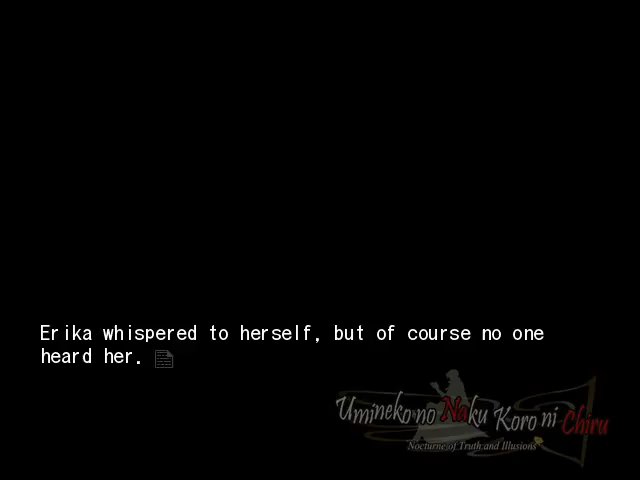 Erika whispered to herself, but of course no one
heard her.
Umineko no Naku Koro ni Chiru
Nocturne of Truth and Illusions